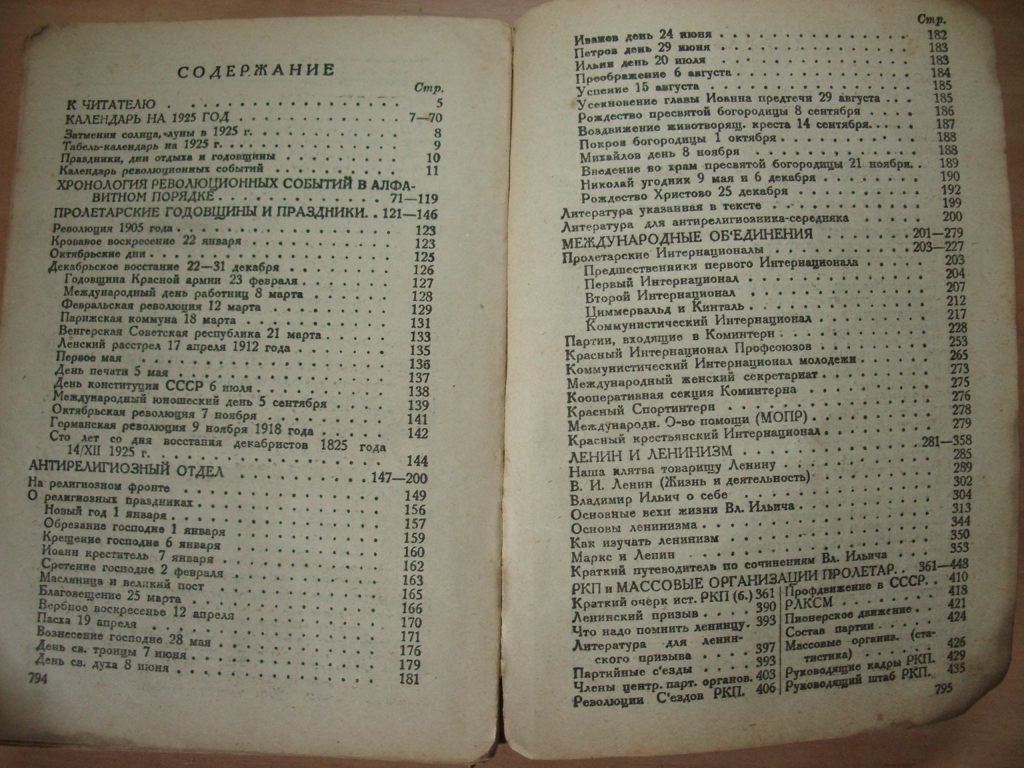 СОДЕРЖАНИЕ
Стр.
К ЧИТАТЕЛЮ . . . . . 5
КАЛЕНДАРЬ НА 1925 ГОД . . . . . 7—70
Затмения солнца, луны в 1925 г. . . . . . 8
Табель-календарь на 1925 г. . . . . . 9
Праздники, дни отдыха и годовщины . . . . . 10
Календарь революционных событий . . . . . 11
ХРОНОЛОГИЯ РЕВОЛЮЦИОННЫХ СОБЫТИЙ В АЛФА-
ВИТНОМ ПОРЯДКЕ . . . . . 71—119
ПРОЛЕТАРСКИЕ ГОДОВЩИНЫ И ПРАЗДНИКИ . . 121—146
Революция 1905 года . . . . . 123
Кровавое воскресение 22 января . . . . . 123
Октябрьские дни . . . . . 125
Декабрьское восстание 22—31 декабря . . . . . 126
Годовщина Красной армии 23 февраля . . . . . 127
Международный день работниц 8 марта . . . . . 128
Февральская революция 12 марта . . . . . 129
Парижская коммуна 18 марта . . . . . 131
Венгерская Советская республика 21 марта . . . . . 133
Ленский расстрел 17 апреля 1912 года . . . . . 135
Первое мая . . . . . 136
День печати 5 мая . . . . . 137
День конституции СССР 6 июля . . . . . 138
Международный юношеский день 5 сентября . . . . . 139
Октябрьская революция 7 ноября . . . . . 141
Германская революция 9 ноября 1918 года . . . . . 142
Сто лет со дня восстания декабристов 1825 года
14/XII 1925 г. . . . . . 144
АНТИРЕЛИГИОЗНЫЙ ОТДЕЛ . . . . . 147—200
На религиозном фронте . . . . . 149
О религиозных праздниках . . . . . 156
Новый год 1 января . . . . . 157
Обрезание господне 1 января . . . . . 159
Крещение господне 6 января . . . . . 160
Иоанн креститель 7 января . . . . . 162
Сретение господне 2 февраля . . . . . 163
Масляница и великий пост . . . . . 165
Благовещение 25 марта . . . . . 166
Вербное воскресенье 12 апреля . . . . . 170
Пасха 19 апреля . . . . . 171
Вознесение господне 28 мая . . . . . 176
День св. троицы 7 июня . . . . . 179
День св. духа 8 июня . . . . . 181
794
Стр.
Иванов день 24 июня . . . . . 182
Петров день 29 июня . . . . . 183
Ильин день 20 июля . . . . . 183
Преображение 6 августа . . . . . 184
Успение 15 августа . . . . . 185
Усекновение главы Иоанна предтечи 29 августа . . . 185
Рождество пресвятой богородицы 8 сентября . . . . 186
Воздвижение животворящ. креста 14 сентября . . . . 187
Покров богородицы 1 октября . . . . . 188
Михайлов день 8 ноября . . . . . 188
Введение во храм пресвятой богородицы 21 ноября . . 189
Николай угодник 9 мая и 6 декабря . . . . . 190
Рождество Христово 25 декабря . . . . . 192
Литература указанная в тексте . . . . . 199
Литература для антирелигиозника-середняка . . . . . 200
МЕЖДУНАРОДНЫЕ ОБ'ЕДИНЕНИЯ . . . . . 201—279
Пролетарские Интернационалы . . . . . 203—227
Предшественники первого Интернационала . . . . . 203
Первый Интернационал . . . . . 204
Второй Интернационал . . . . . 207
Циммервальд и Кинталь . . . . . 212
Коммунистический Интернационал . . . . . 217
Партии, входящие в Коминтерн . . . . . 228
Красный Интернационал Профсоюзов . . . . . 253
Коммунистический Интернационал молодежи . . . . . 265
Международный женский секретариат . . . . . 273
Кооперативная секция Коминтерна . . . . . 275
Красный Спортинтерн . . . . . 276
Международн. О-во помощи (МОПР) . . . . . 278
Красный крестьянский Интернационал . . . . . 279
ЛЕНИН И ЛЕНИНИЗМ . . . . . 281—358
Наша клятва товарищу Ленину . . . . . 285
В. И. Ленин (Жизнь и деятельность) . . . . . 289
Владимир Ильич о себе . . . . . 302
Основные вехи жизни Вл. Ильича . . . . . 304
Основы ленинизма . . . . . 313
Как изучать ленинизм . . . . . 344
Маркс и Ленин . . . . . 350
Краткий путеводитель по сочинениям Вл. Ильича . . 353
РКП и МАССОВЫЕ ОРГАНИЗАЦИИ ПРОЛЕТАР. . . 361—448
Краткий очерк ист. РКП (б.) 361
Ленинский призыв . . . . 390
Что надо помнить ленинцу . 393
Литература для ленин-
ского призыва . . . . 397
Партийные с'езды . . . . 393
Члены центр. парт. органов . 403
Революции С'ездов РКП. 406
Профдвижение в СССР . . 410
РЛКСМ . . . . 418
Пионерское движение . . . 421
Состав партии . . . . 424
Массовые организ. (ста-
тистика) . . . . 426
Руководящие кадры РКП. 429
Руководящий штаб РКП. 435
795